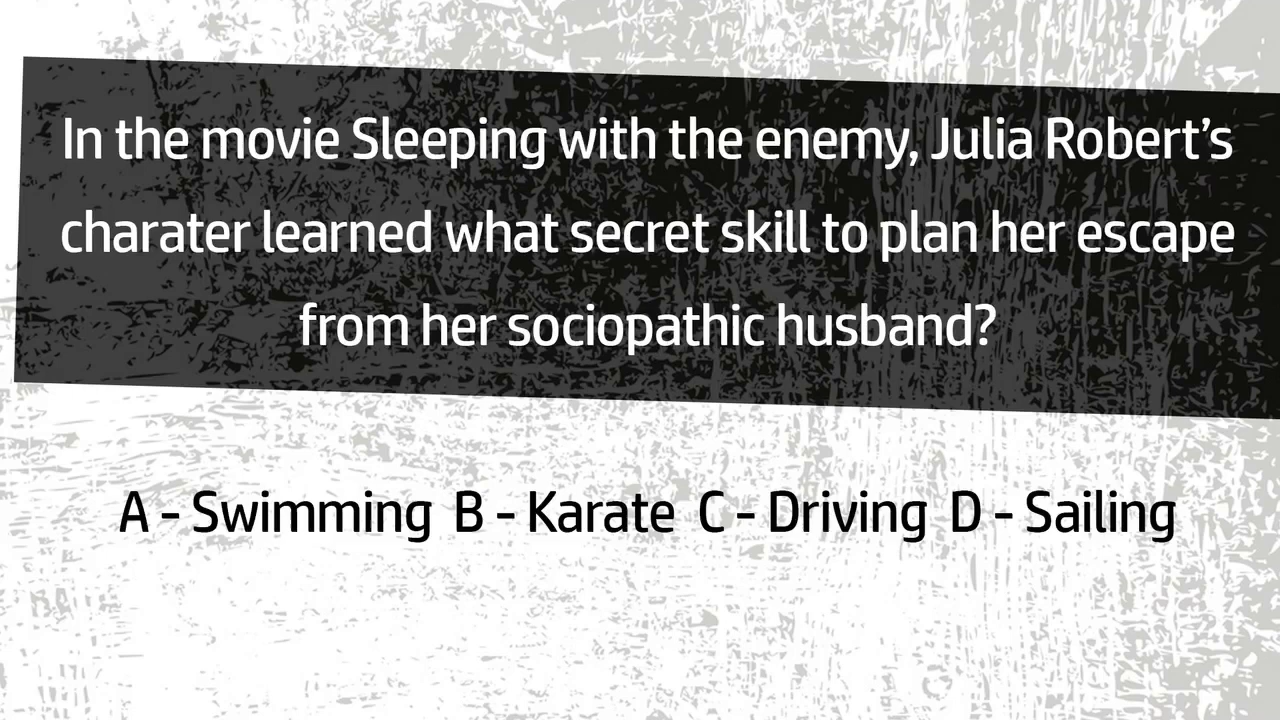 In the movie Sleeping with the enemy, Julia Robert’s
charater learned what secret skill to plan her escape
from her sociopathic husband?
A - Swimming B - Karate C - Driving D - Sailing